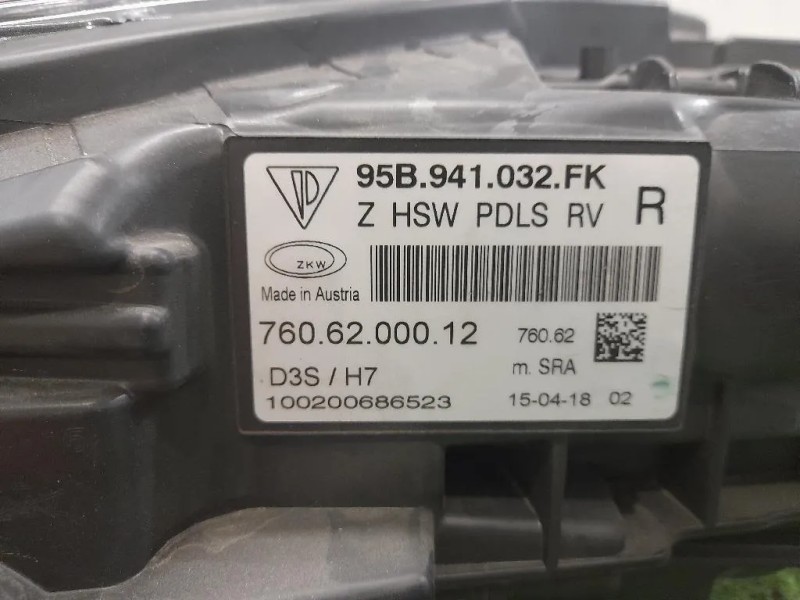 95B.941.032.FK
Z HSW PDLS RV R
ZKW
Made in Austria
760.62.000.12 760.62
D3S / H7 m. SRA
100200686523 15-04-18 02